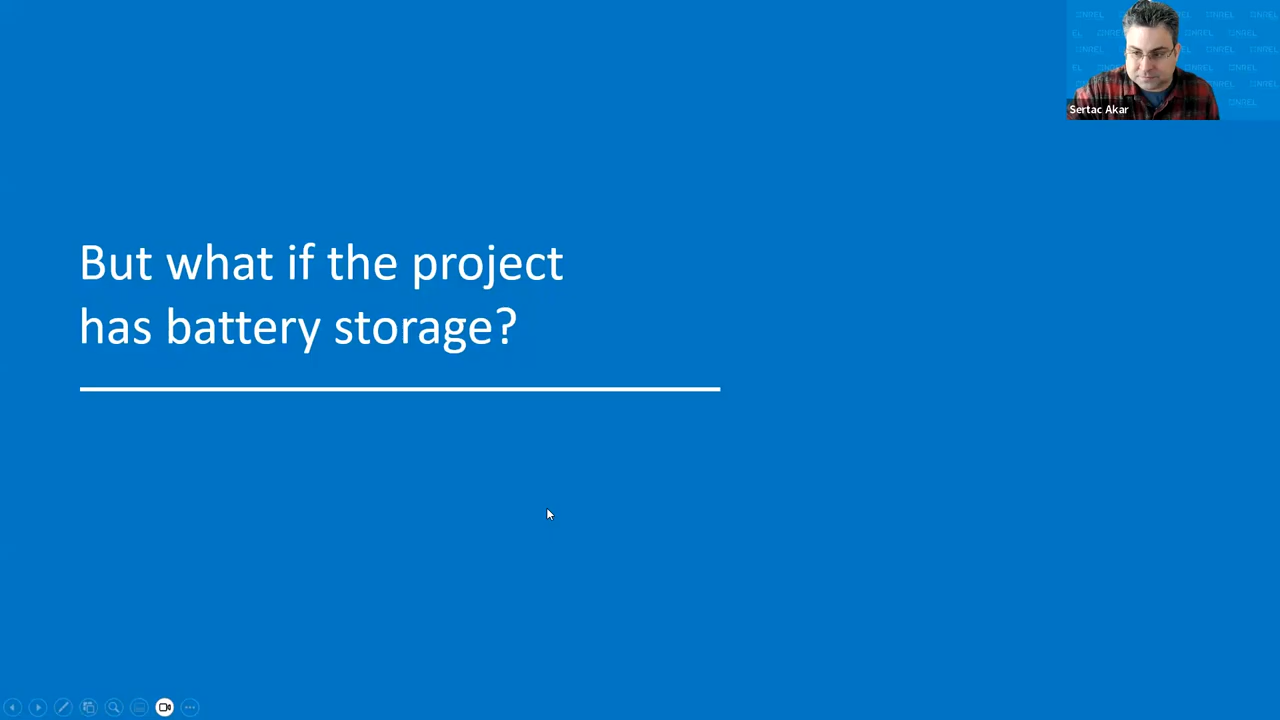 Sertac Akar
But what if the project
has battery storage?